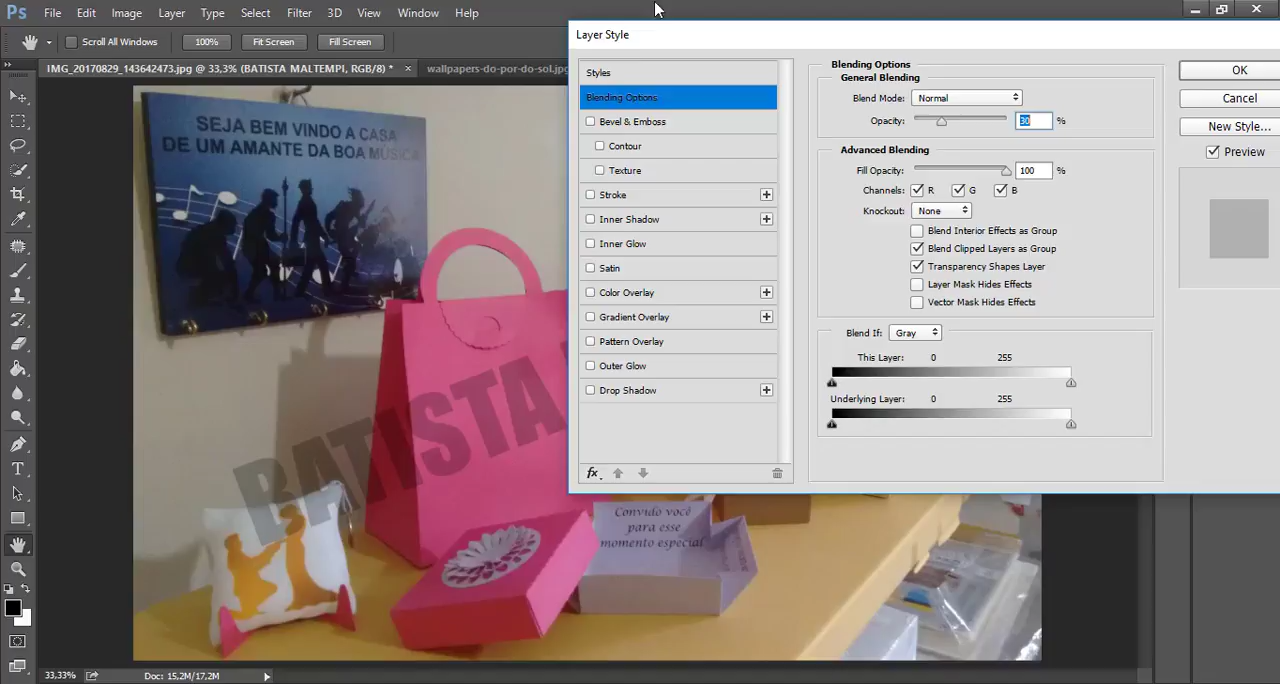 Ps File Edit Image Layer Type Select Filter 3D View Window Help
Scroll All Windows 100% Fit Screen Fill Screen
IMG_20170829_143642473.jpg @ 33,3% (BATISTA MALTEMPI, RGB/8) * × wallpapers-do-por-do-sol.jpg
SEJA BEM VINDO A CASA
DE UM AMANTE DA BOA MÚSICA
BATISTA
Convido você
para esse
momento especial
33,33% Doc: 15,2M/17,2M
Layer Style
Styles
Blending Options
Bevel & Emboss
Contour
Texture
Stroke
Inner Shadow
Inner Glow
Satin
Color Overlay
Gradient Overlay
Pattern Overlay
Outer Glow
Drop Shadow
fx
Blending Options
General Blending
Blend Mode: Normal
Opacity: 30 %
Advanced Blending
Fill Opacity: 100 %
Channels: R G B
Knockout: None
Blend Interior Effects as Group
Blend Clipped Layers as Group
Transparency Shapes Layer
Layer Mask Hides Effects
Vector Mask Hides Effects
Blend If: Gray
This Layer: 0 255
Underlying Layer: 0 255
OK
Cancel
New Style...
Preview